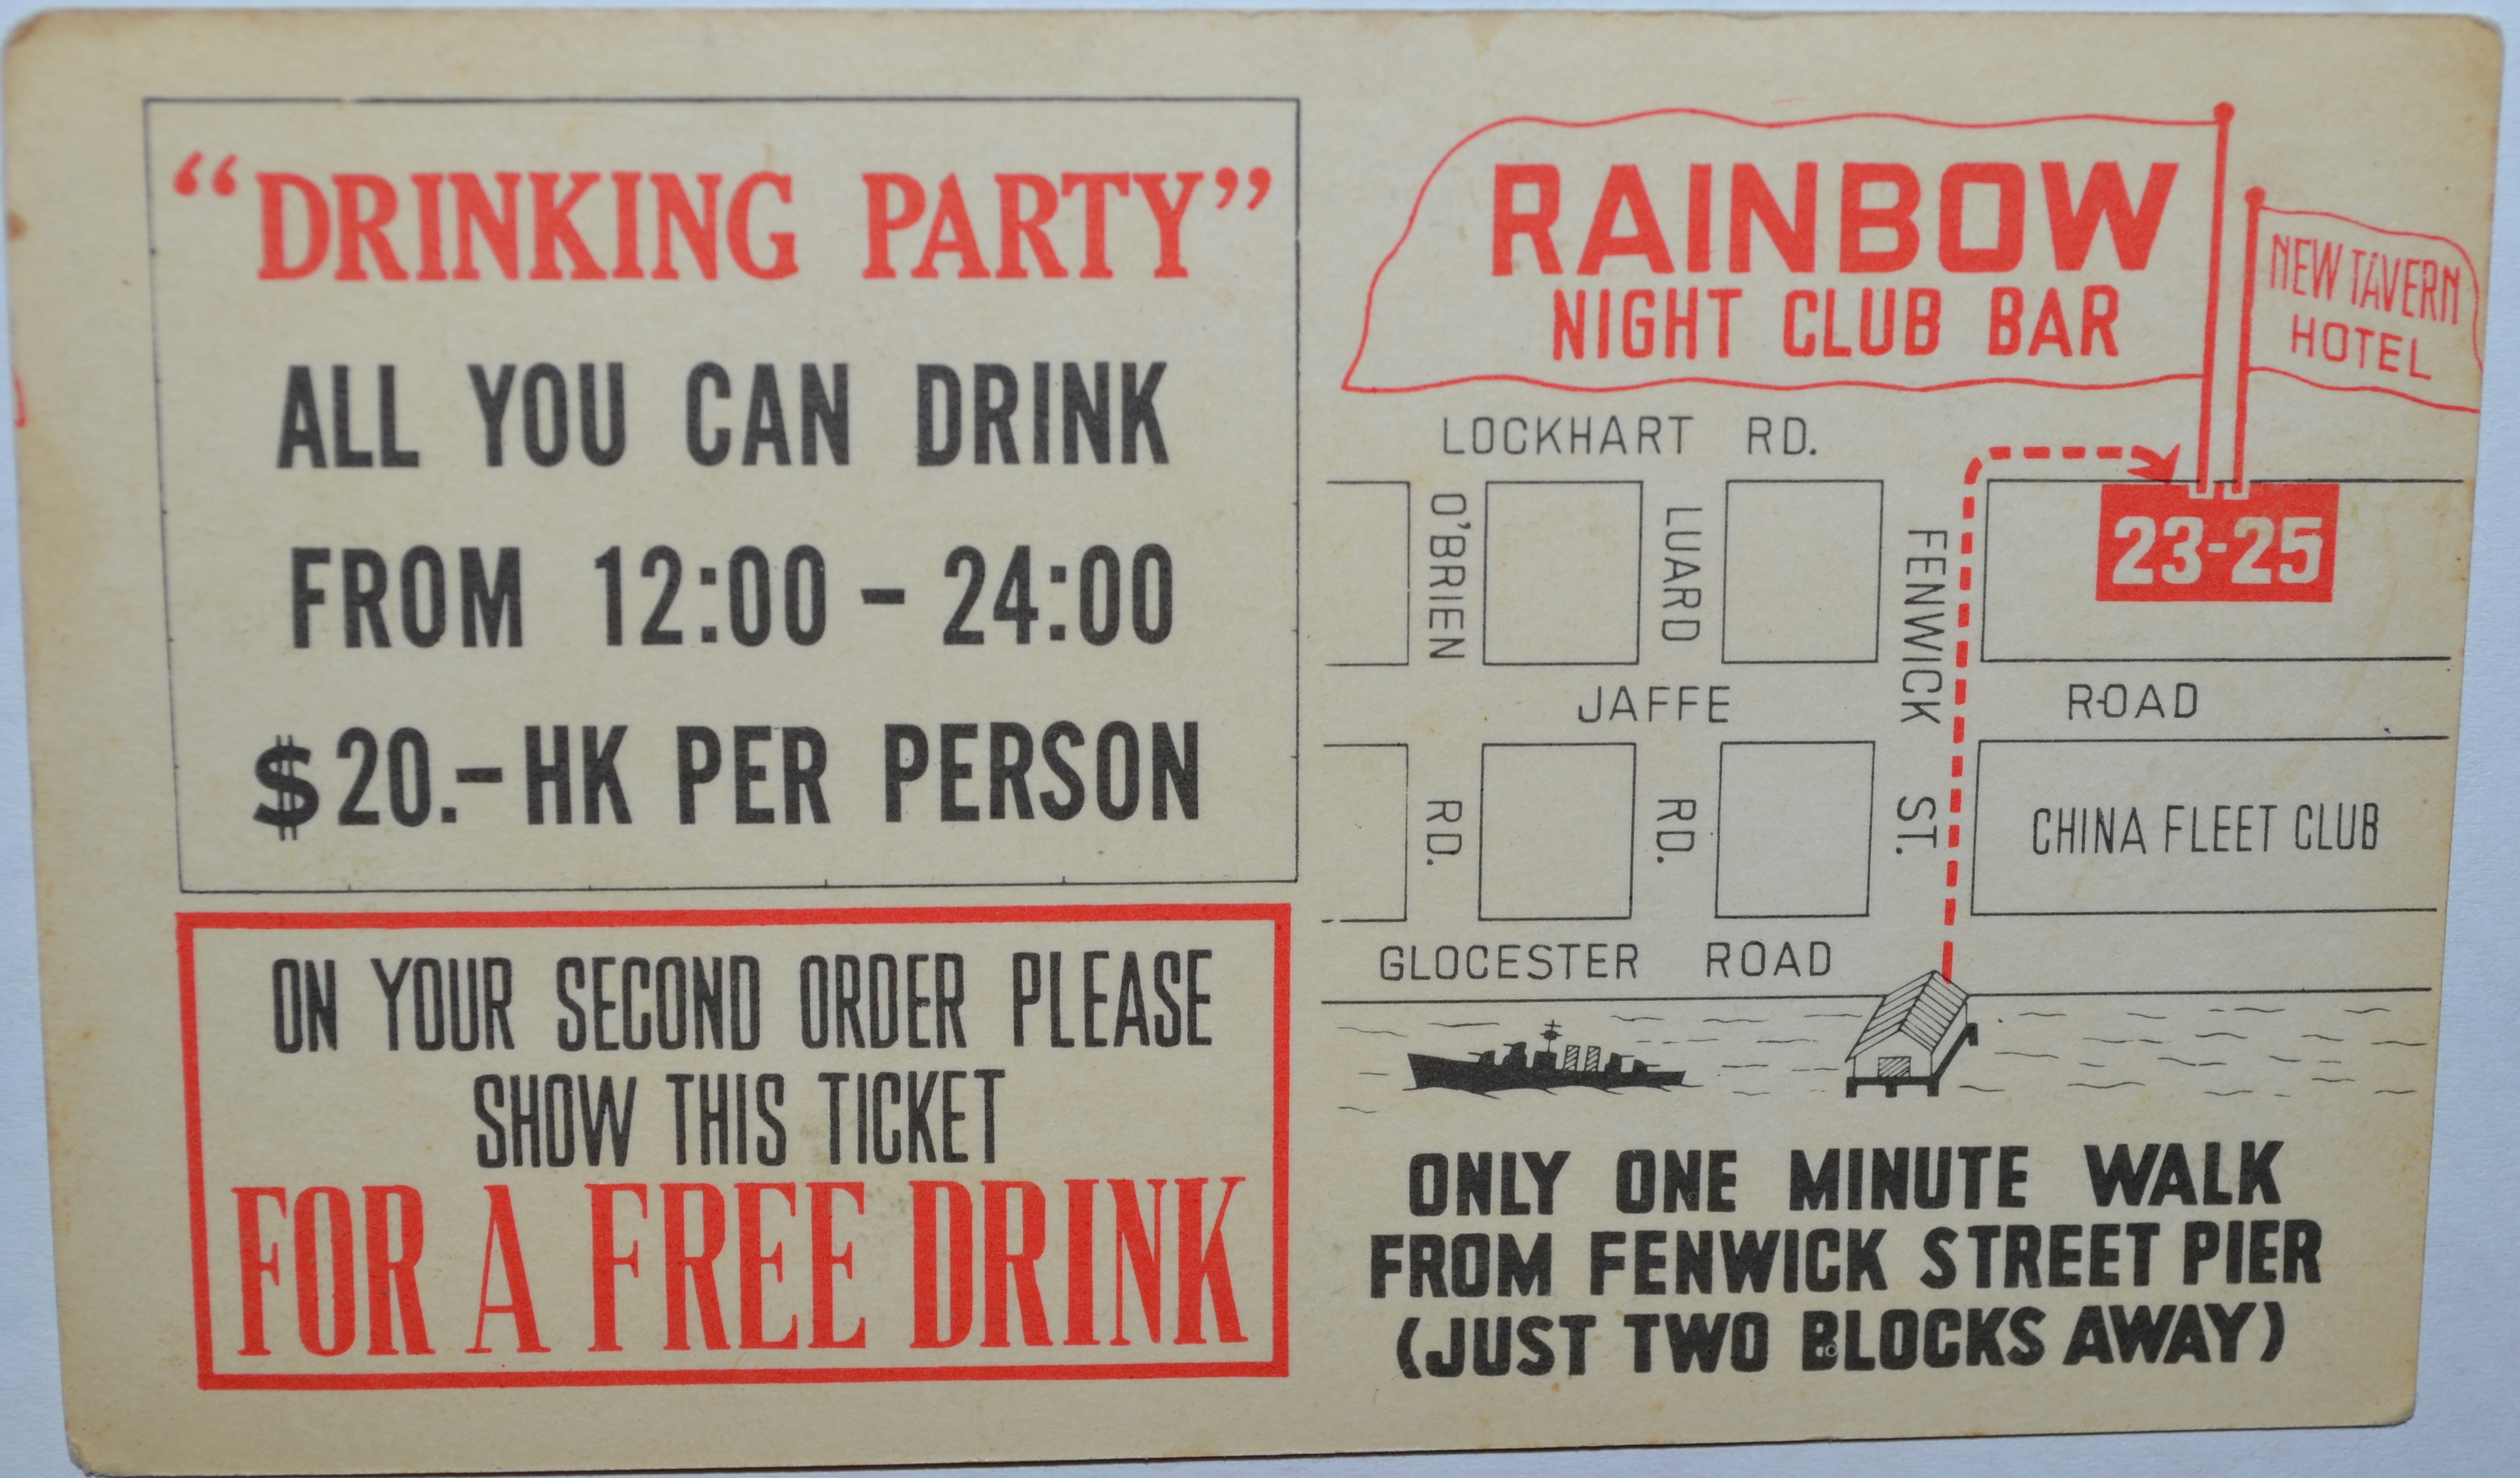 “DRINKING PARTY”
ALL YOU CAN DRINK
FROM 12:00 - 24:00
$20.- HK PER PERSON
ON YOUR SECOND ORDER PLEASE
SHOW THIS TICKET
FOR A FREE DRINK
RAINBOW
NIGHT CLUB BAR
NEW TAVERN
HOTEL
LOCKHART RD.
23-25
O'BRIEN RD.
LUARD RD.
FENWICK ST.
JAFFE ROAD
CHINA FLEET CLUB
GLOCESTER ROAD
ONLY ONE MINUTE WALK
FROM FENWICK STREET PIER
(JUST TWO BLOCKS AWAY)